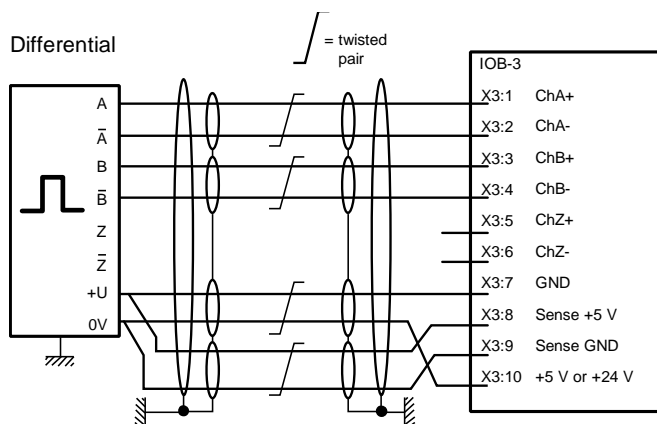 Differential
= twisted
pair
IOB-3
A
A̅
B
B̅
Z
Z̅
+U
0V
X3:1 ChA+
X3:2 ChA-
X3:3 ChB+
X3:4 ChB-
X3:5 ChZ+
X3:6 ChZ-
X3:7 GND
X3:8 Sense +5 V
X3:9 Sense GND
X3:10 +5 V or +24 V